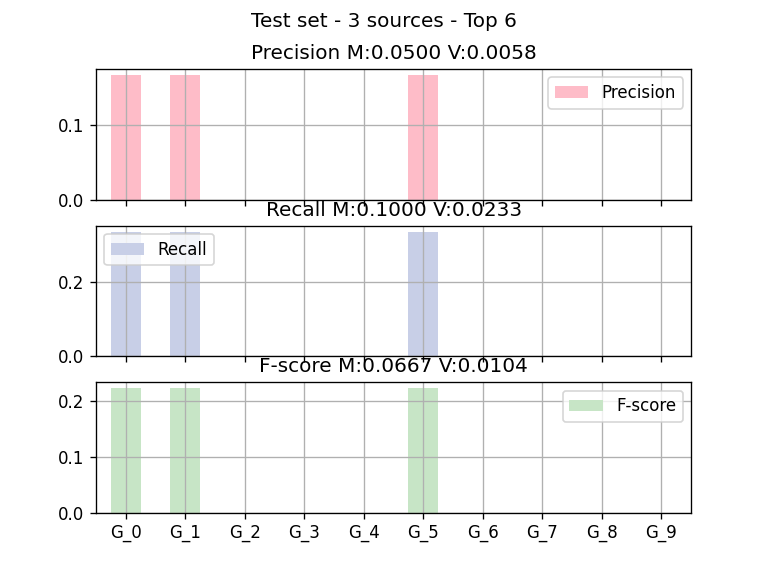 Test set - 3 sources - Top 6
Precision M:0.0500 V:0.0058
Precision
0.1
0.0
Recall M:0.1000 V:0.0233
Recall
0.2
0.0
F-score M:0.0667 V:0.0104
F-score
0.2
0.1
0.0
G_0 G_1 G_2 G_3 G_4 G_5 G_6 G_7 G_8 G_9